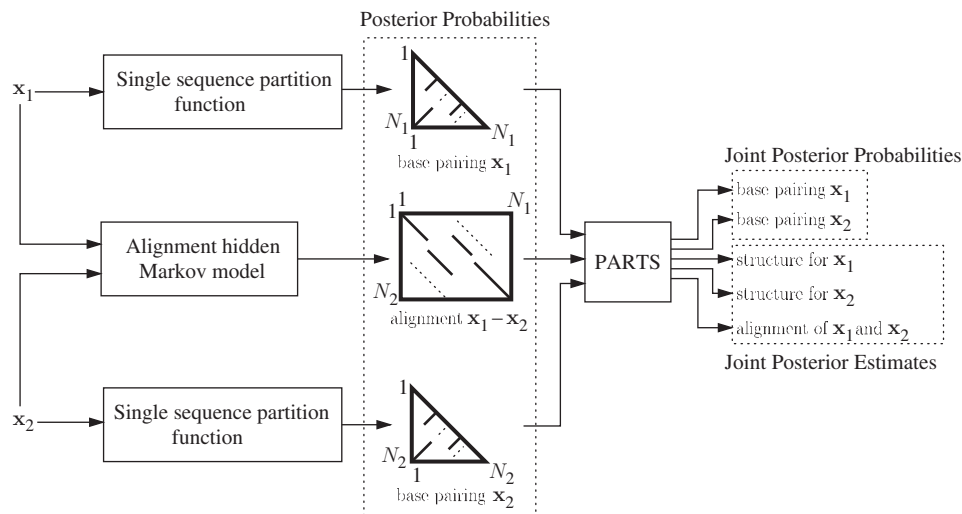 Posterior Probabilities
x1
Single sequence partition
function
1
N1
1
N1
base pairing x1
Alignment hidden
Markov model
1
1
N1
N2
alignment x1 – x2
x2
Single sequence partition
function
1
N2
1
N2
base pairing x2
PARTS
Joint Posterior Probabilities
base pairing x1
base pairing x2
structure for x1
structure for x2
alignment of x1 and x2
Joint Posterior Estimates